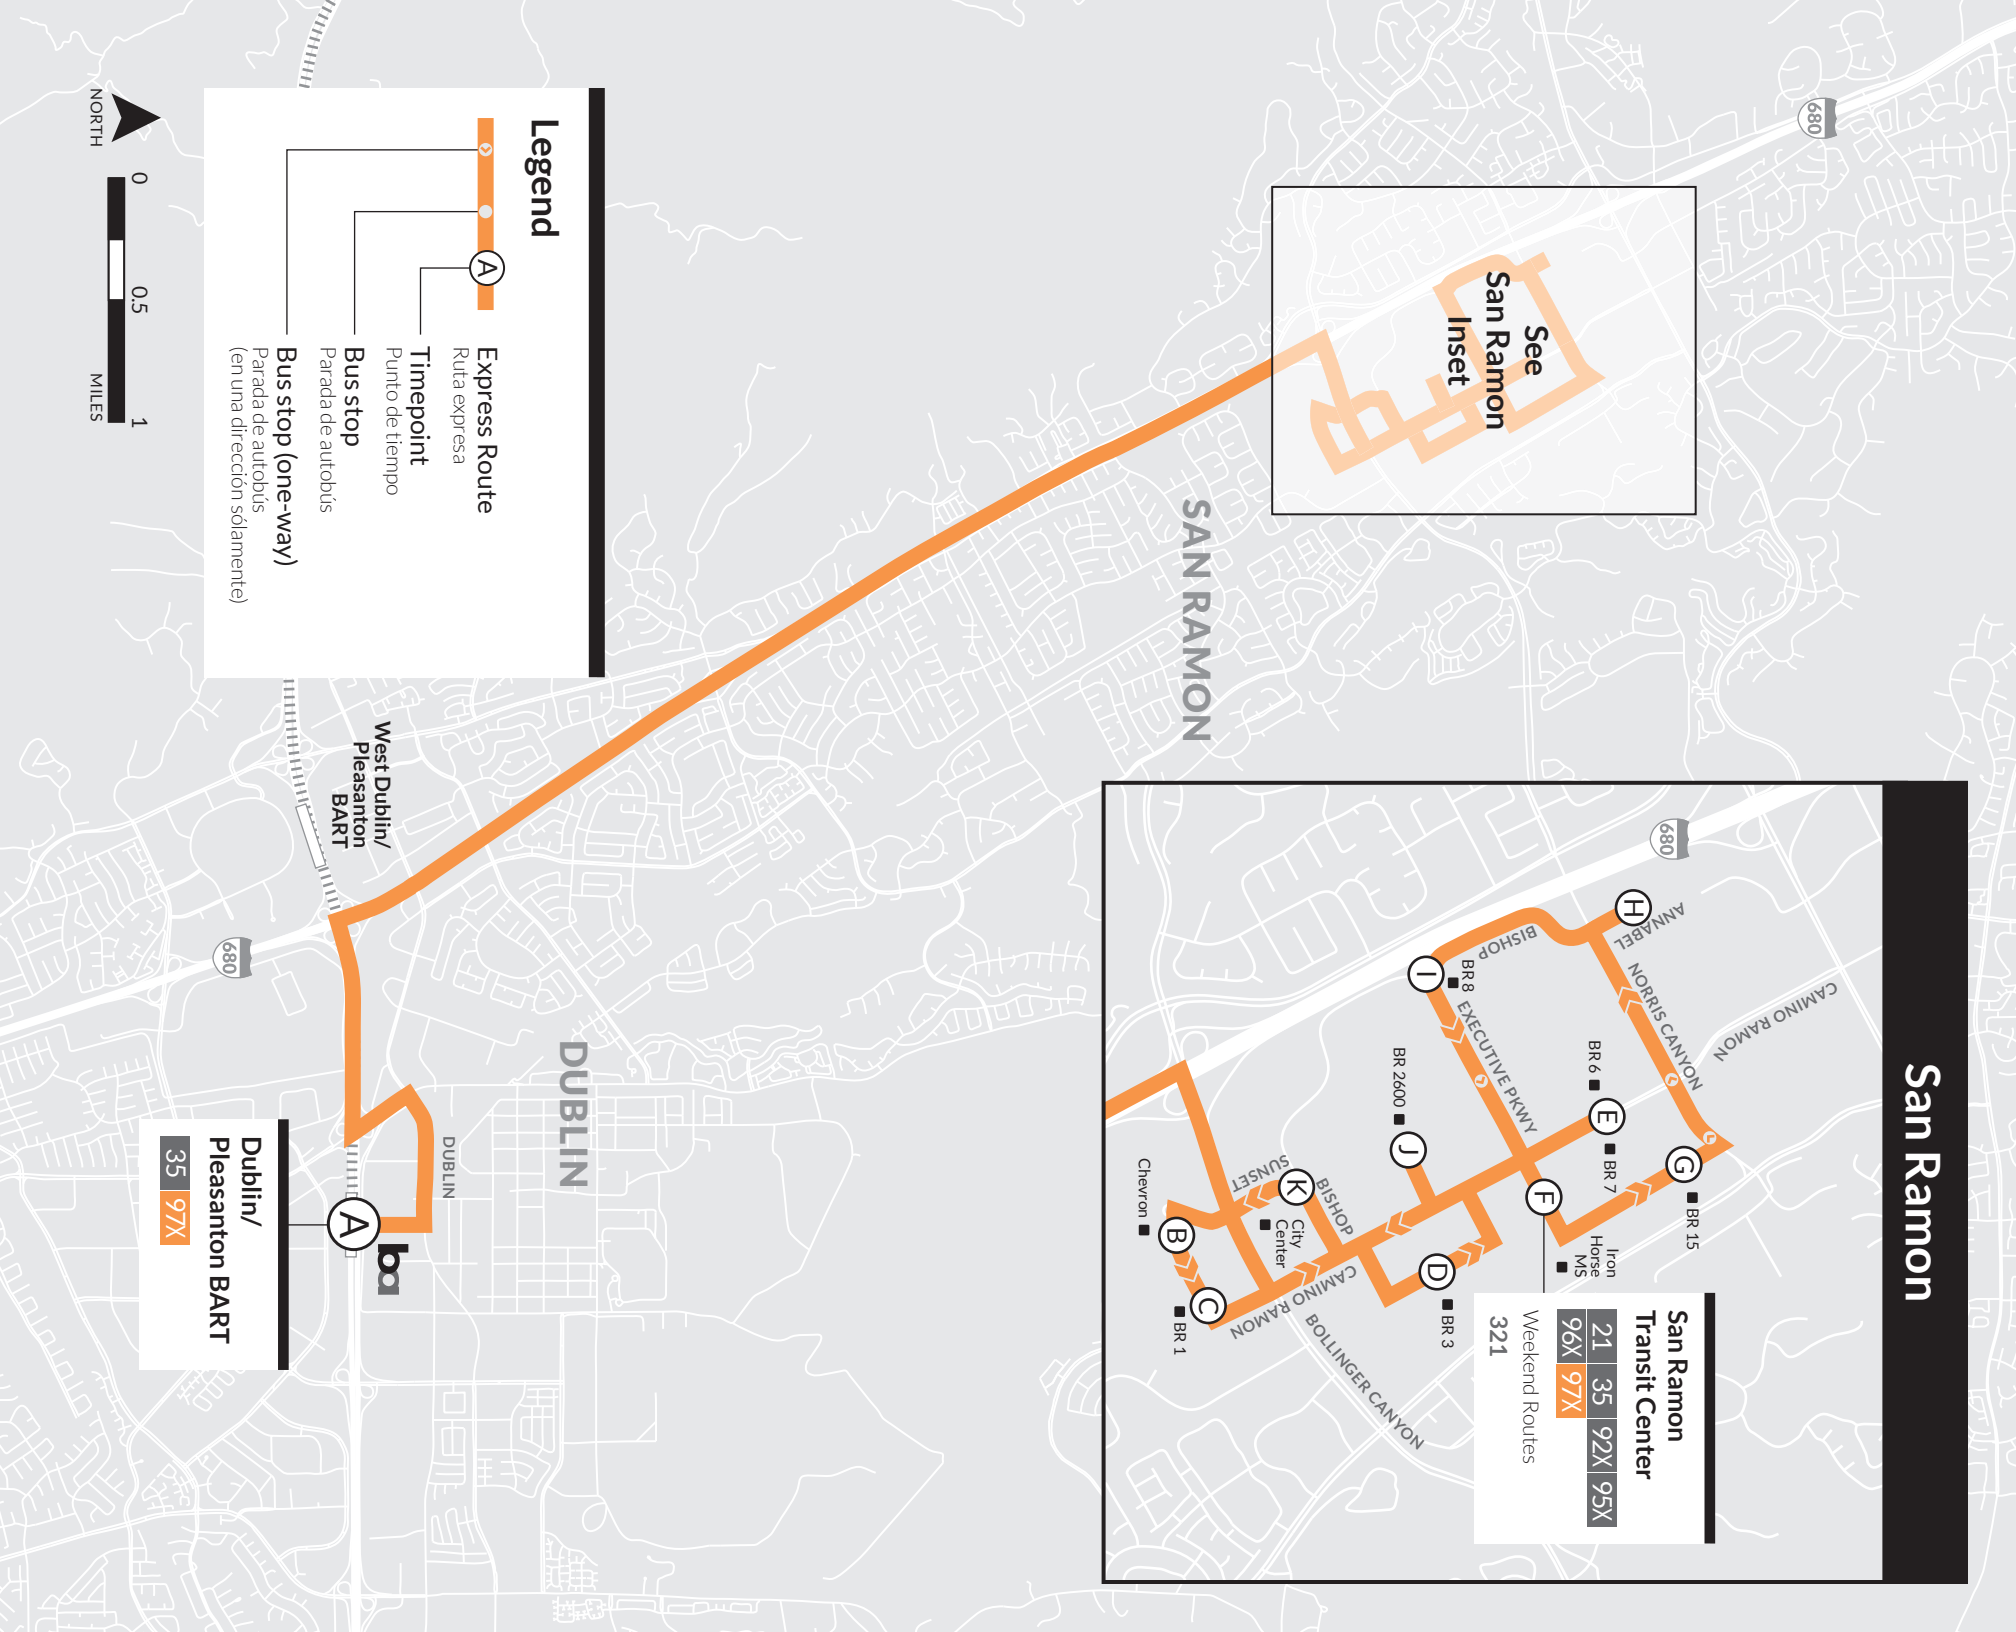 San Ramon
680
ANNABEL
BISHOP
NORRIS CANYON
CAMINO RAMON
EXECUTIVE PKWY
H
I
BR 8
BR 6
E
BR 7
G
BR 15
F
Iron
Horse
MS
BR 2600
J
SUNSET
K
BISHOP
City
Center
D
BR 3
Chevron
B
C
BR 1
CAMINO RAMON
BOLLINGER CANYON
San Ramon
Transit Center
21 35 92X 95X
96X 97X
Weekend Routes
321
680
See
San Ramon
Inset
SAN RAMON
DUBLIN
Legend
A
Express Route
Ruta expresa
Timepoint
Punto de tiempo
Bus stop
Parada de autobús
Bus stop (one-way)
Parada de autobús
(en una dirección sólamente)
West Dublin/
Pleasanton
BART
680
DUBLIN
A
ba
Dublin/
Pleasanton BART
35 97X
NORTH
0 0.5 1
MILES